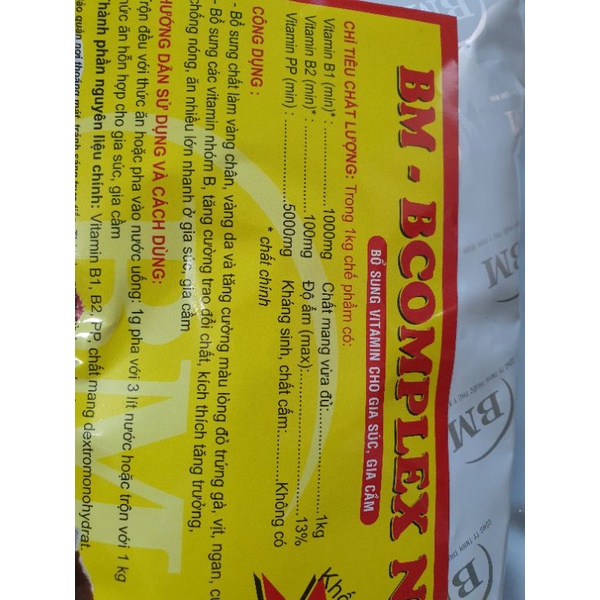 BM - BCOMPLEX N
BỔ SUNG VITAMIN CHO GIA SÚC, GIA CẦM
CHỈ TIÊU CHẤT LƯỢNG: Trong 1kg chế phẩm có:
Vitamin B1 (min)*: ............1000mg Chất mang vừa đủ:..............1kg
Vitamin B2 (min)*: ............100mg Độ ẩm (max):....................13%
Vitamin PP (min) : ............5000mg Kháng sinh, chất cấm:.......Không có
* chất chính
CÔNG DỤNG :
- Bổ sung chất làm vàng chân, vàng da và tăng cường màu lòng đỏ trứng gà, vịt, ngan, cú
- Bổ sung các vitamin nhóm B, tăng cường trao đổi chất, kích thích tăng trưởng,
chống nóng, ăn nhiều lớn nhanh ở gia súc, gia cầm
HƯỚNG DẪN SỬ DỤNG VÀ CÁCH DÙNG:
Trộn đều với thức ăn hoặc pha vào nước uống: 1g pha với 3 lít nước hoặc trộn với 1 kg
thức ăn hỗn hợp cho gia súc, gia cầm
Thành phần nguyên liệu chính: Vitamin B1, B2, PP, chất mang dextromonohydrat.
BM
BM
BM
BM